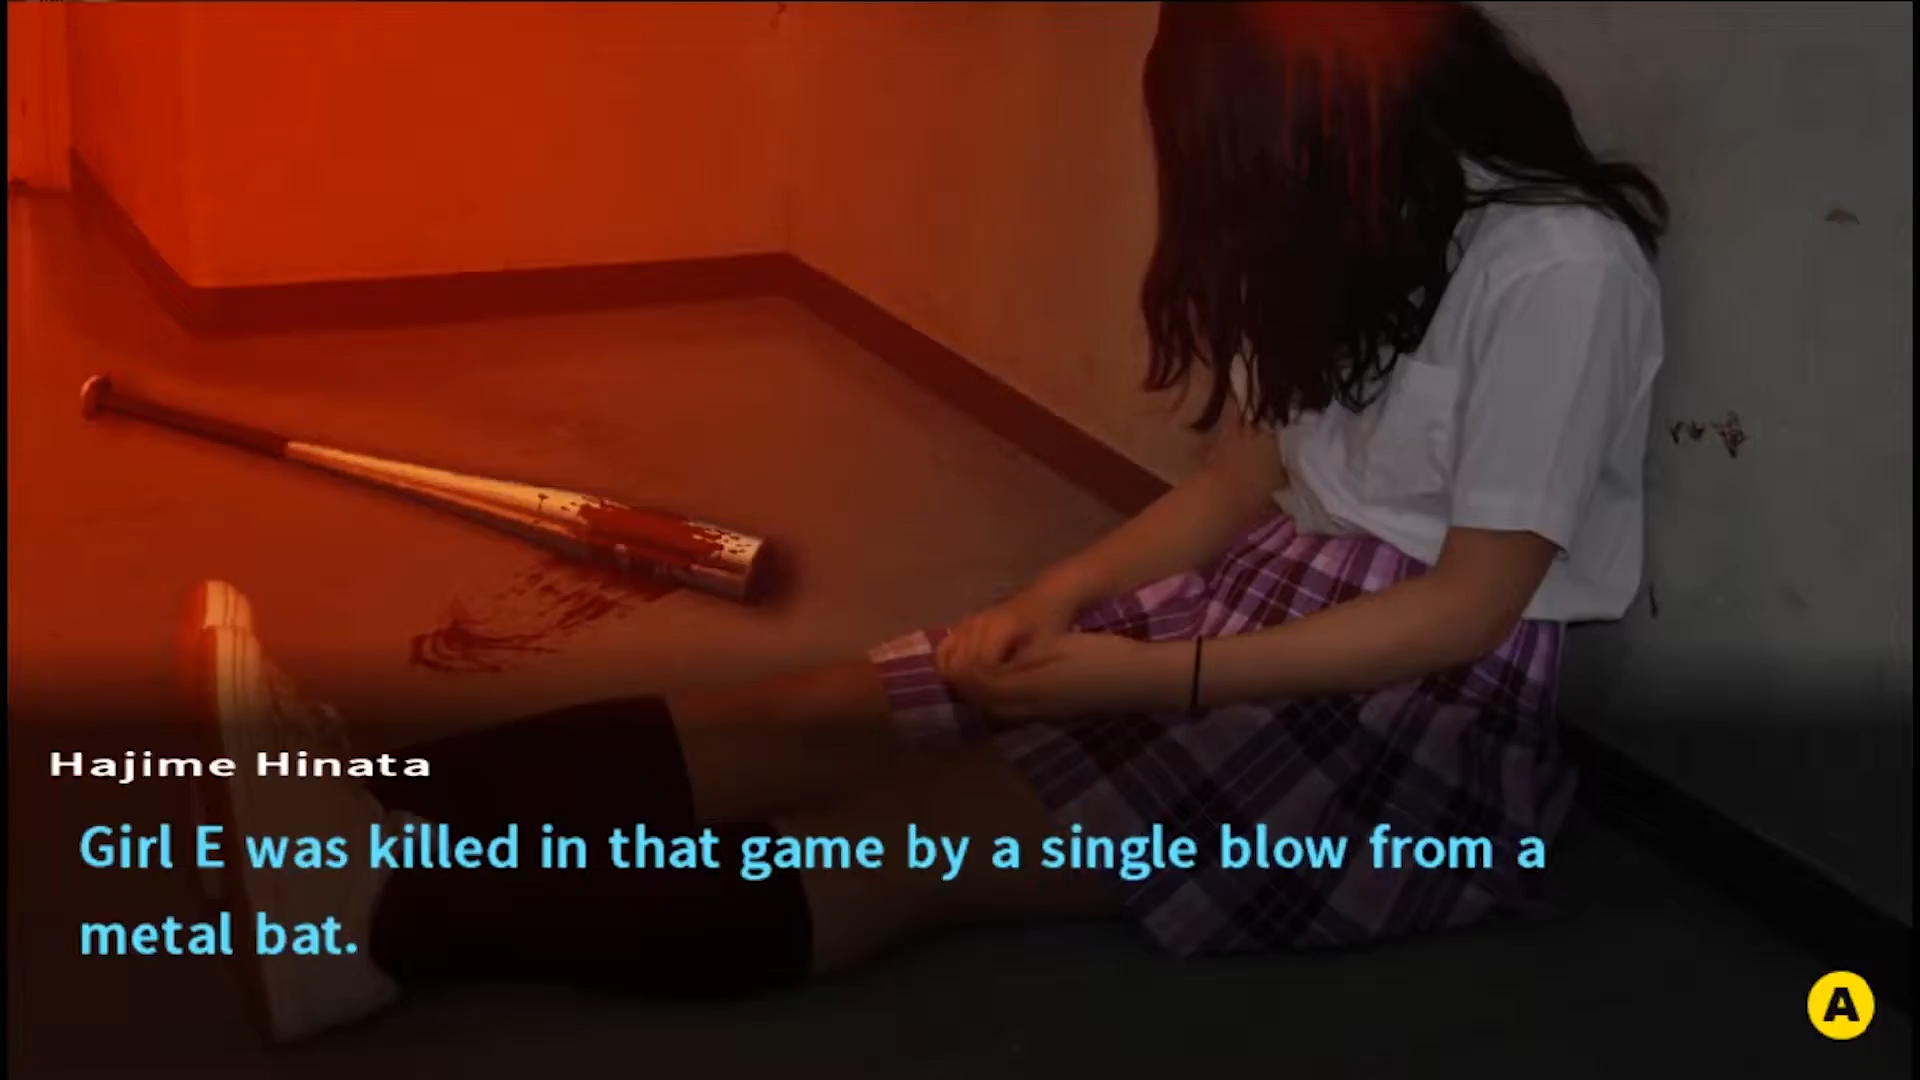 Hajime Hinata
Girl E was killed in that game by a single blow from a
metal bat.
A